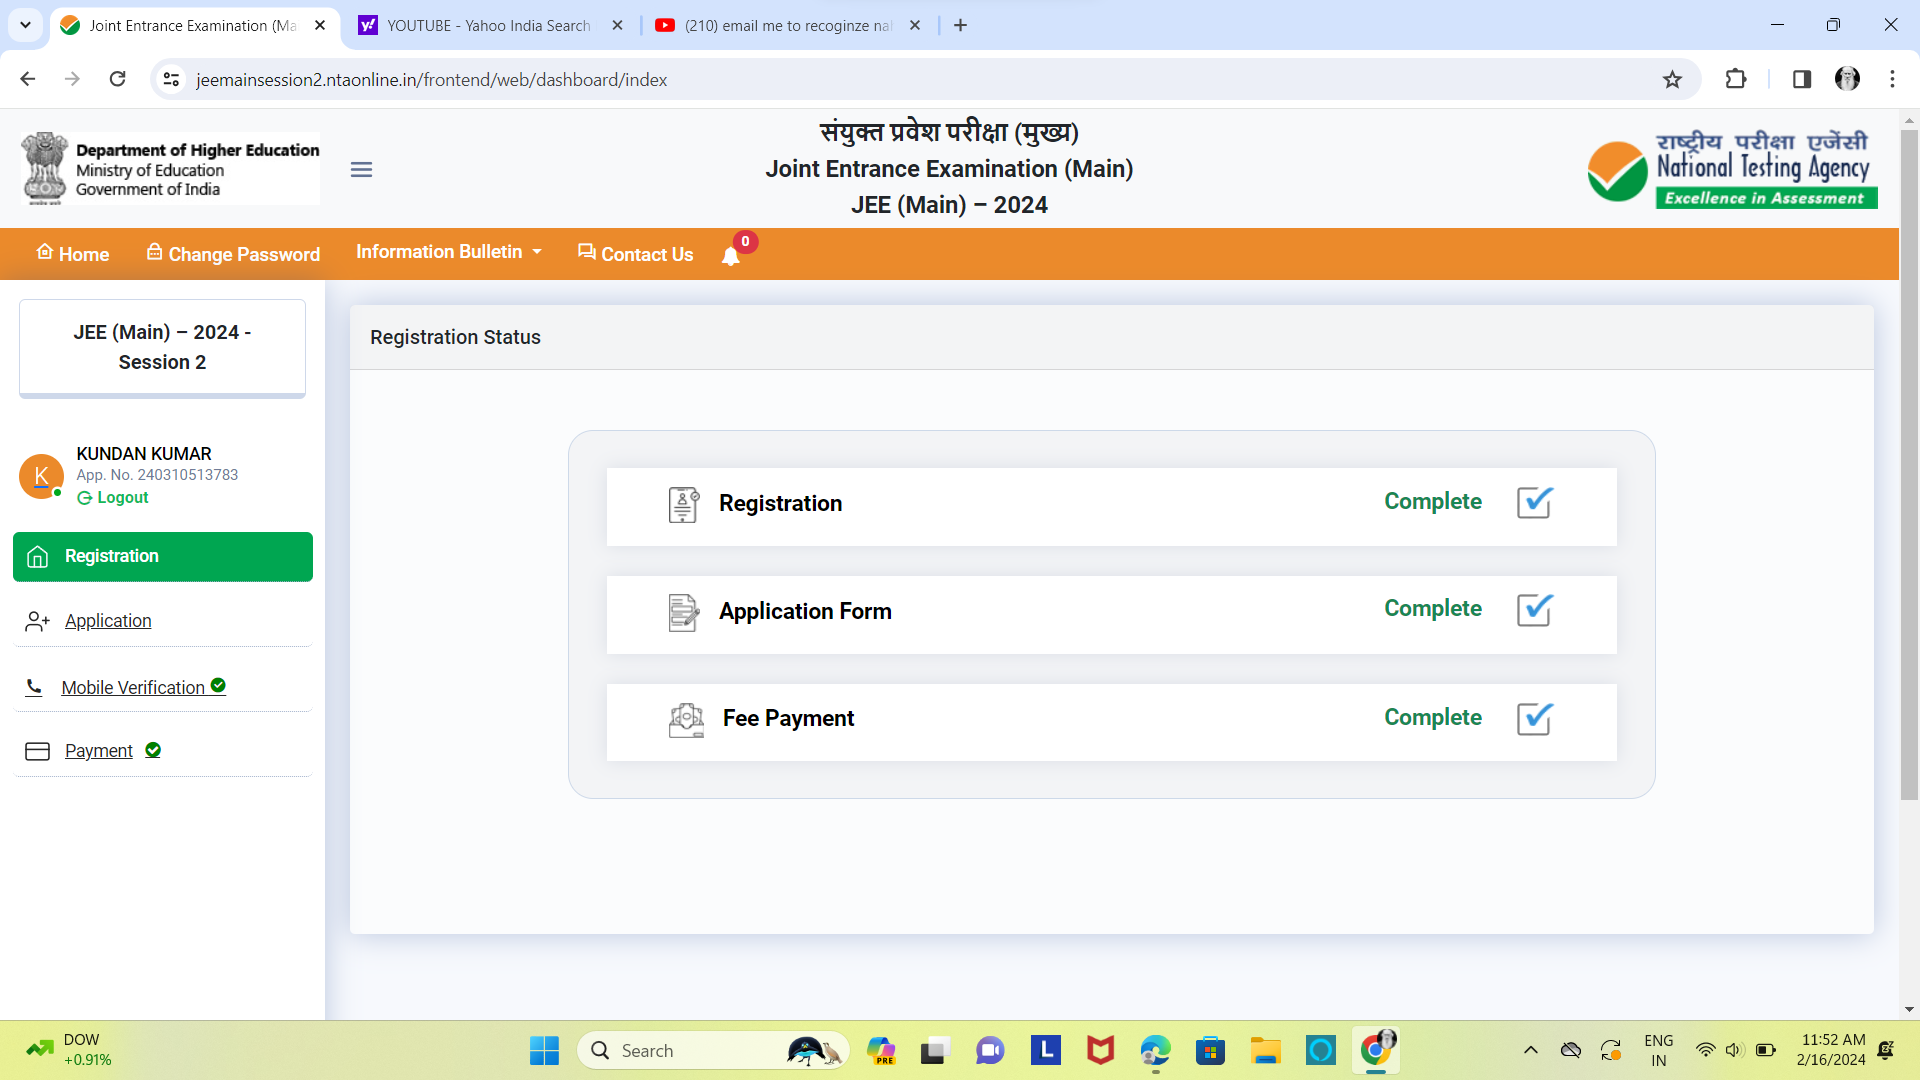 Joint Entrance Examination (Ma
YOUTUBE - Yahoo India Search
(210) email me to recoginze nah
jeemainsession2.ntaonline.in/frontend/web/dashboard/index
Department of Higher Education
Ministry of Education
Government of India
संयुक्त प्रवेश परीक्षा (मुख्य)
Joint Entrance Examination (Main)
JEE (Main) – 2024
राष्ट्रीय परीक्षा एजेंसी
National Testing Agency
Excellence in Assessment
Home
Change Password
Information Bulletin
Contact Us
0
JEE (Main) – 2024 -
Session 2
K
KUNDAN KUMAR
App. No. 240310513783
Logout
Registration
Application
Mobile Verification
Payment
Registration Status
Registration Complete
Application Form Complete
Fee Payment Complete
DOW
+0.91%
Search
PRE
L
ENG
IN
11:52 AM
2/16/2024